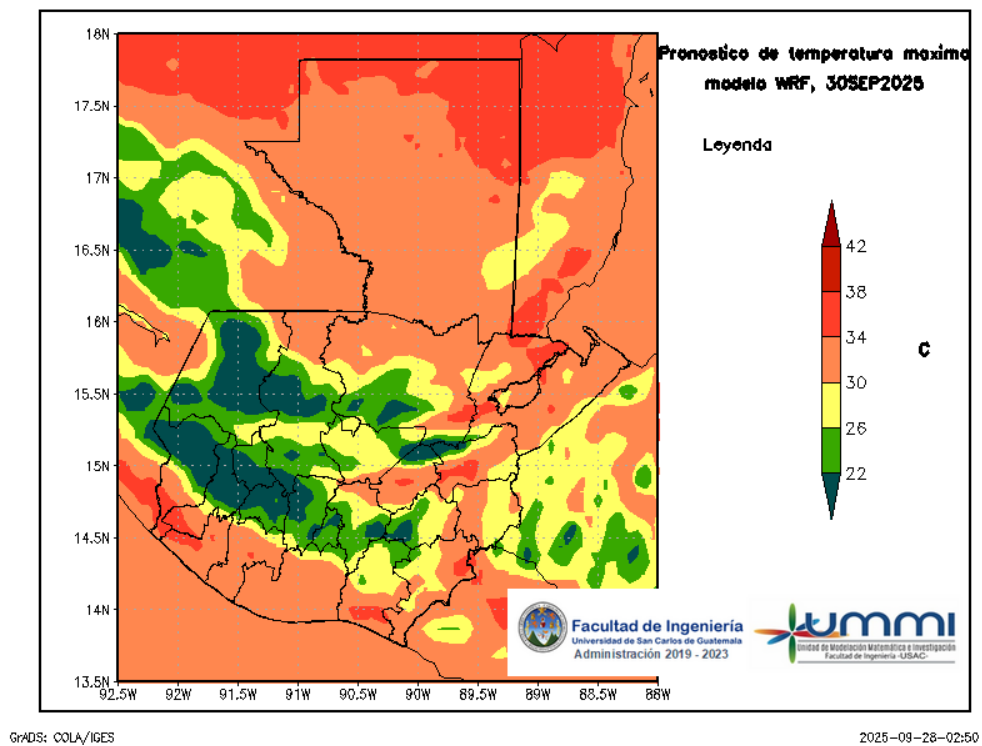 Pronostico de temperatura maxima
modelo WRF, 30SEP2025
Leyenda
42
38
34
30
26
22
C
18N
17.5N
17N
16.5N
16N
15.5N
15N
14.5N
14N
13.5N
92.5W 92W 91.5W 91W 90.5W 90W 89.5W 89W 88.5W 88W
Facultad de Ingeniería
Universidad de San Carlos de Guatemala
Administración 2019 - 2023
ummi
Unidad de Modelación Matemática e Investigación
Facultad de Ingeniería -USAC-
GrADS: COLA/IGES
2025-09-28-02:50